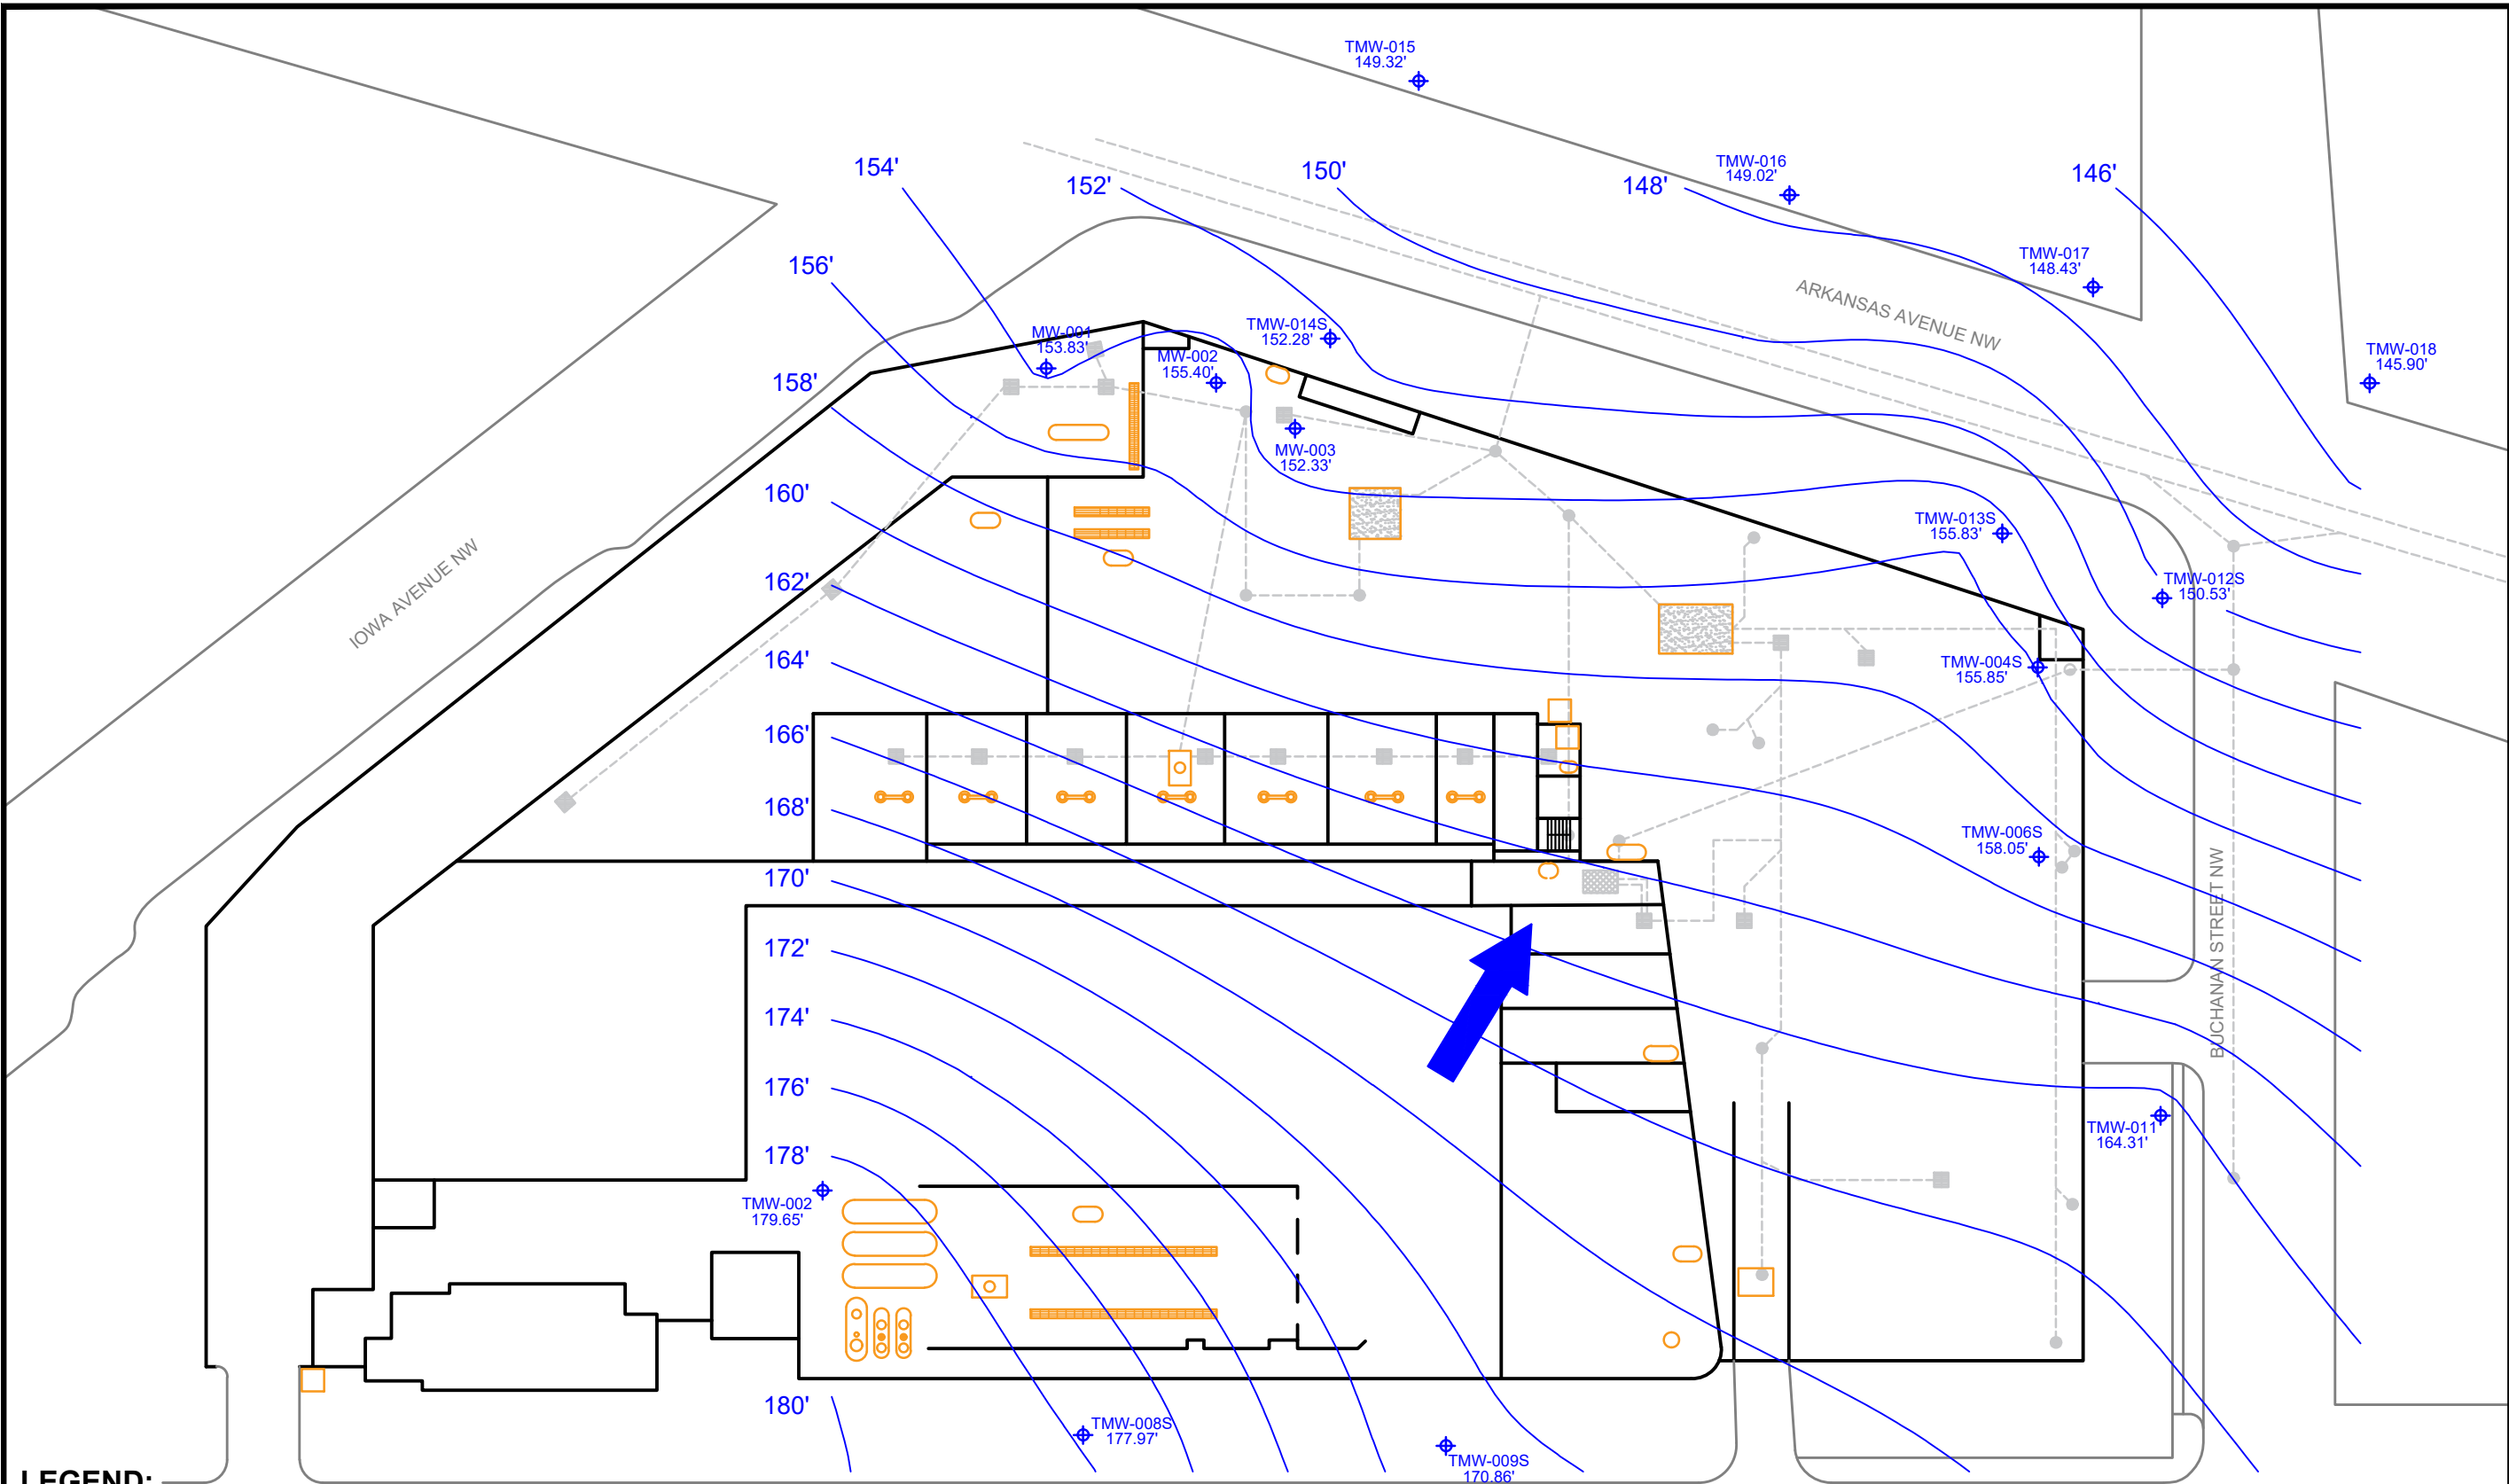 TMW-015
149.32'
TMW-016
149.02'
154'
152'
150'
148'
146'
TMW-017
148.43'
156'
ARKANSAS AVENUE NW
MW-001
153.83'
TMW-014S
152.28'
MW-002
155.40'
TMW-018
145.90'
158'
MW-003
152.33'
160'
TMW-013S
155.83'
IOWA AVENUE NW
162'
TMW-012S
150.53'
164'
TMW-004S
155.85'
166'
168'
TMW-006S
158.05'
170'
BUCHANAN STREET NW
172'
174'
176'
TMW-011
164.31'
178'
TMW-002
179.65'
180'
TMW-008S
177.97'
TMW-009S
170.86'
LEGEND: